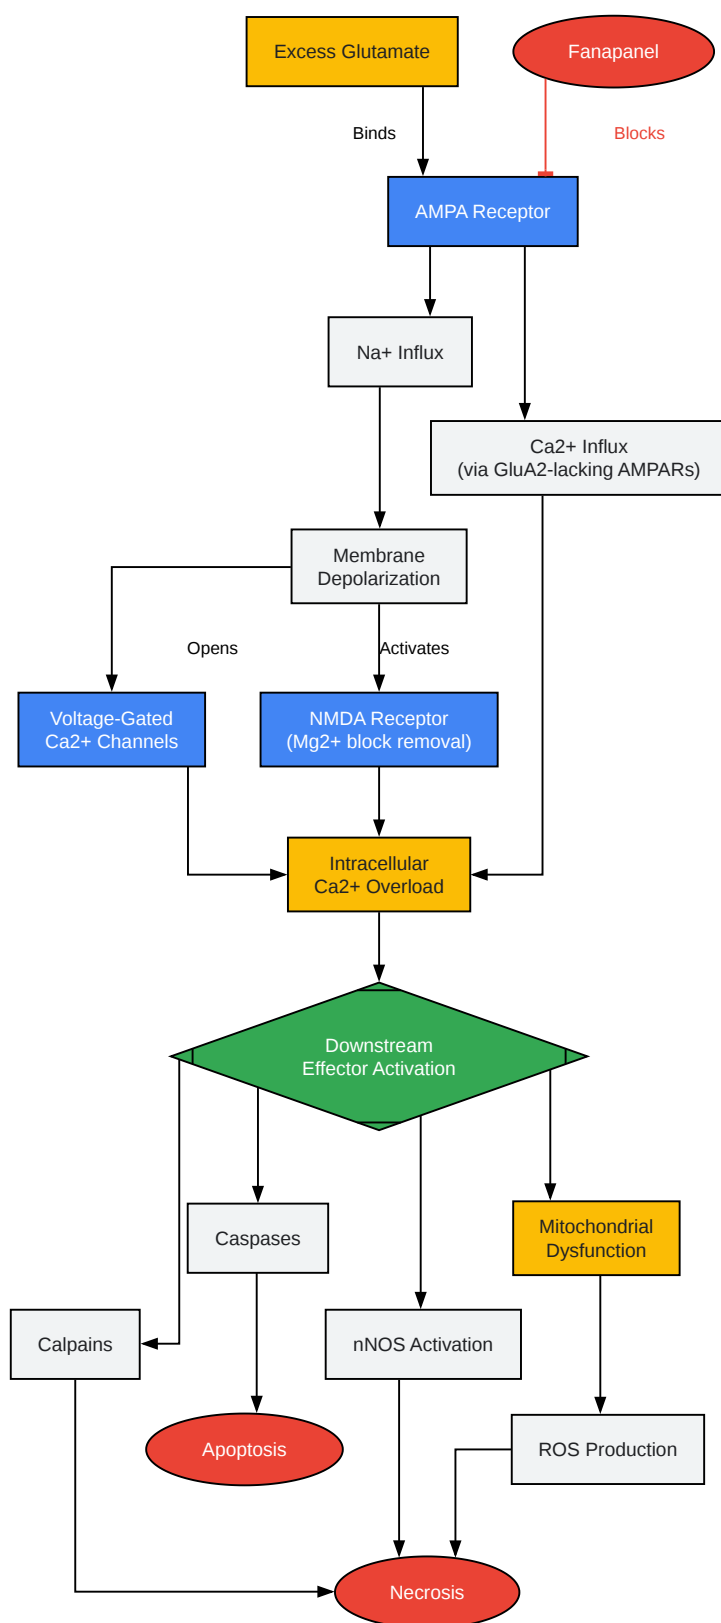 Excess Glutamate
Fanapanel
Binds
Blocks
AMPA Receptor
Na+ Influx
Ca2+ Influx
(via GluA2-lacking AMPARs)
Membrane
Depolarization
Opens
Activates
Voltage-Gated
Ca2+ Channels
NMDA Receptor
(Mg2+ block removal)
Intracellular
Ca2+ Overload
Downstream
Effector Activation
Caspases
Mitochondrial
Dysfunction
Calpains
nNOS Activation
Apoptosis
ROS Production
Necrosis